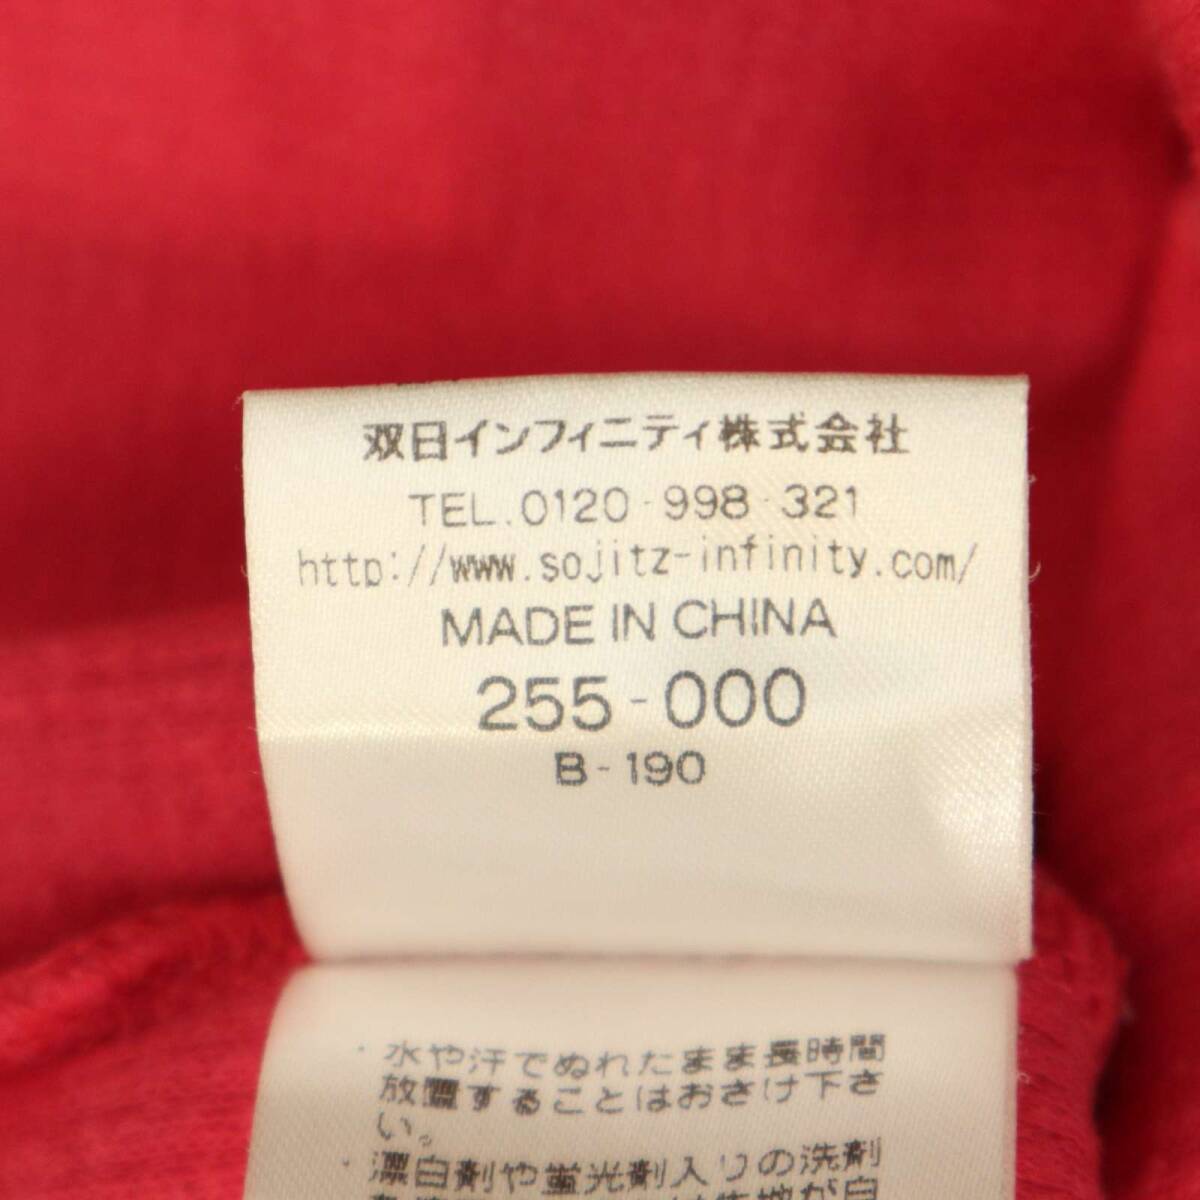 双日インフィニティ株式会社
TEL.0120-998-321
http://www.sojitz-infinity.com/
MADE IN CHINA
255-000
B-190
・水や汗でぬれたまま長時間
放置することはおさけ下さ
い。
・漂白剤や蛍光剤入りの洗剤